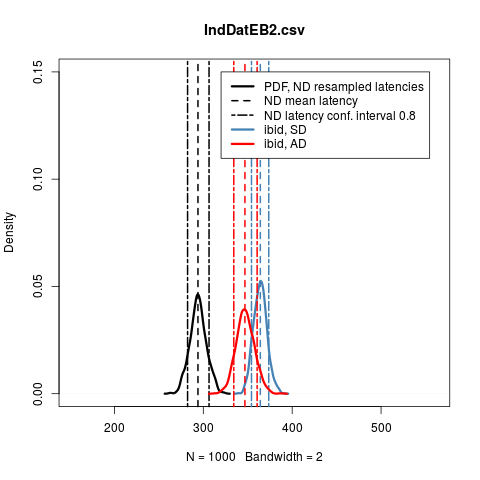 IndDatEB2.csv
PDF, ND resampled latencies
ND mean latency
ND latency conf. interval 0.8
ibid, SD
ibid, AD
Density
0.15
0.10
0.05
0.00
200 300 400 500
N = 1000 Bandwidth = 2